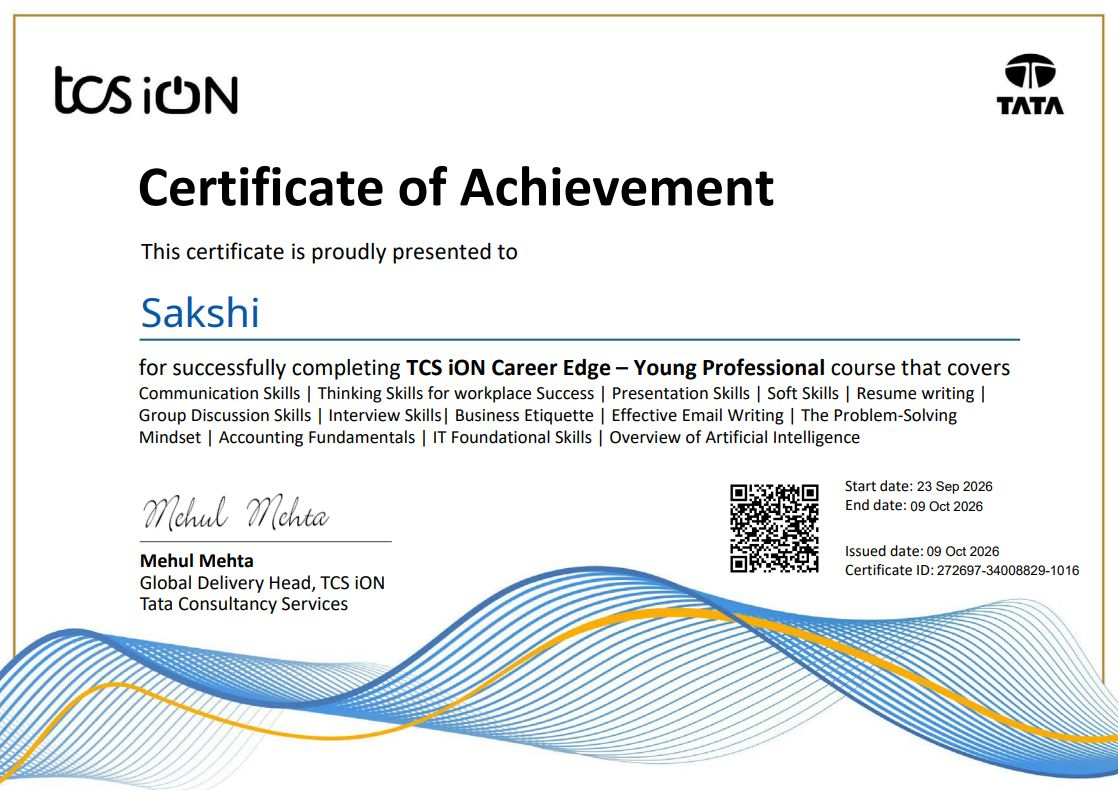 tcs iON
TATA
Certificate of Achievement
This certificate is proudly presented to
Sakshi
for successfully completing TCS iON Career Edge – Young Professional course that covers
Communication Skills | Thinking Skills for workplace Success | Presentation Skills | Soft Skills | Resume writing |
Group Discussion Skills | Interview Skills| Business Etiquette | Effective Email Writing | The Problem-Solving
Mindset | Accounting Fundamentals | IT Foundational Skills | Overview of Artificial Intelligence
Mehul Mehta
Mehul Mehta
Global Delivery Head, TCS iON
Tata Consultancy Services
Start date: 23 Sep 2026
End date: 09 Oct 2026
Issued date: 09 Oct 2026
Certificate ID: 272697-34008829-1016